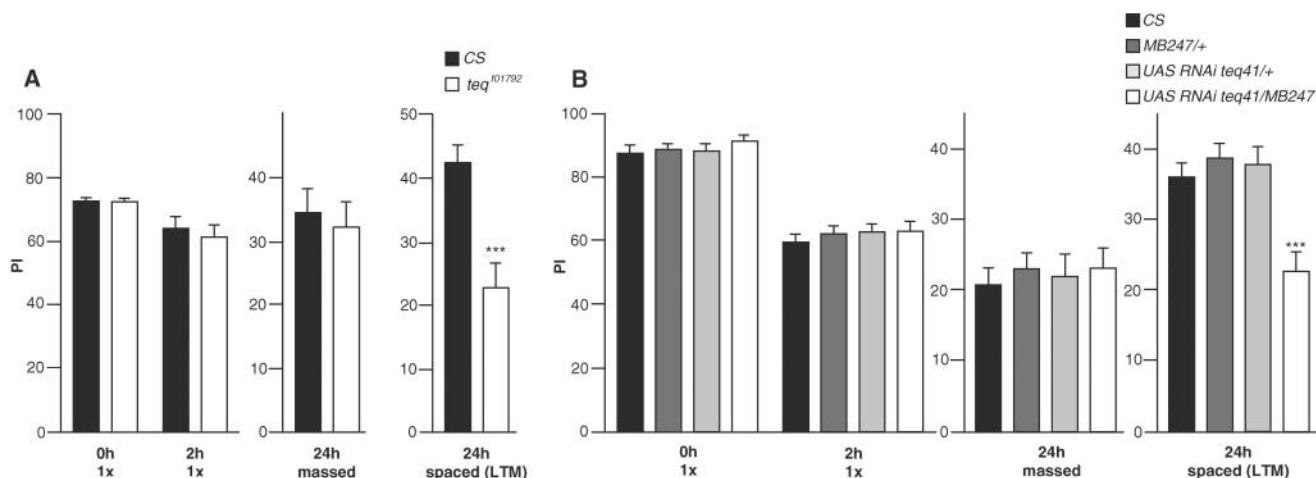 CS
teq f01792
A
PI
100
80
60
40
20
0
0h
1x
2h
1x
40
30
20
10
0
24h
massed
50
40
30
20
10
0
***
24h
spaced (LTM)
CS
MB247/+
UAS RNAi teq41/+
UAS RNAi teq41/MB247
B
PI
100
80
60
40
20
0
0h
1x
2h
1x
40
30
20
10
0
24h
massed
40
30
20
10
0
***
24h
spaced (LTM)